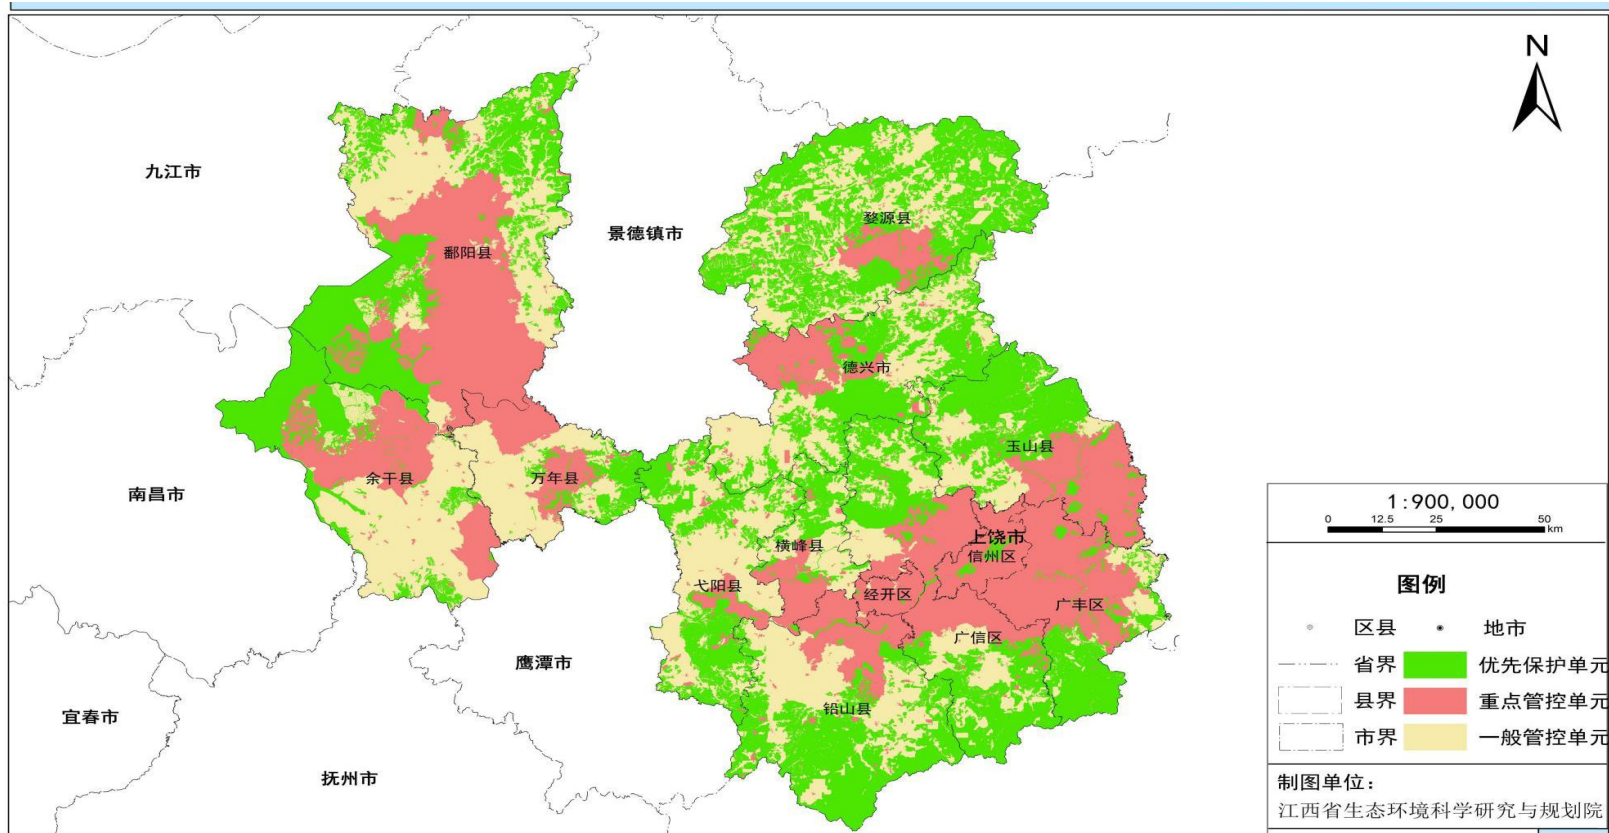 N
九江市
景德镇市
婺源县
鄱阳县
德兴市
玉山县
余干县
万年县
南昌市
上饶市
信州区
横峰县
弋阳县
经开区
广丰区
广信区
鹰潭市
铅山县
宜春市
抚州市
1:900,000
0 12.5 25 50
km
图例
区县 地市
省界 优先保护单元
县界 重点管控单元
市界 一般管控单元
制图单位:
江西省生态环境科学研究与规划院